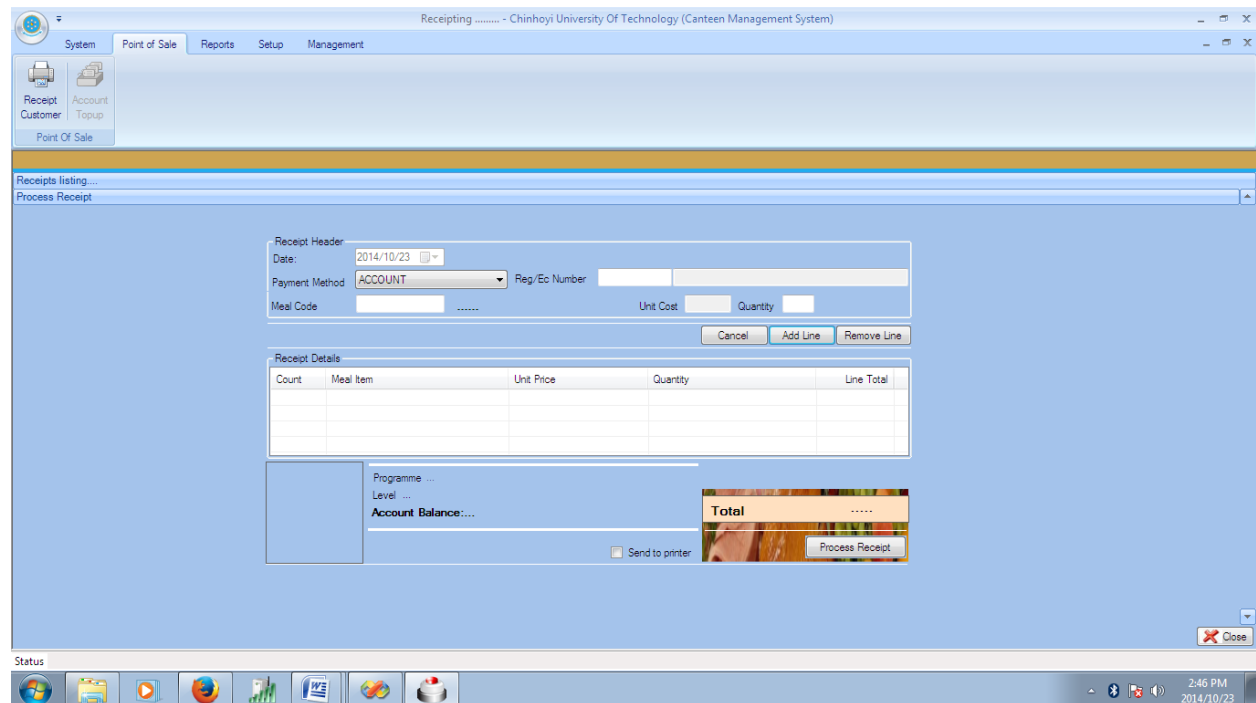 Receipting ......... - Chinhoyi University Of Technology (Canteen Management System)
System Point of Sale Reports Setup Management
Receipt Customer
Account Topup
Point Of Sale
Receipts listing....
Process Receipt
Receipt Header
Date: 2014/10/23
Payment Method ACCOUNT Reg/Ec Number
Meal Code ...... Unit Cost Quantity
Cancel Add Line Remove Line
Receipt Details
Count Meal Item Unit Price Quantity Line Total
Programme ...
Level ...
Account Balance:...
Total .....
Send to printer
Process Receipt
Close
Status
2:46 PM
2014/10/23